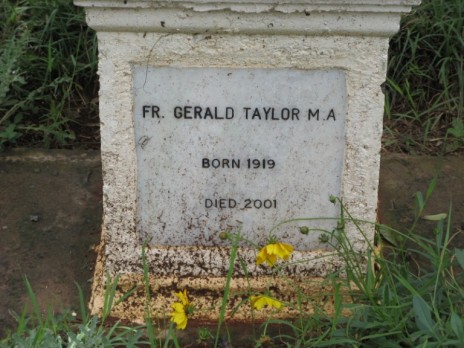 FR. GERALD TAYLOR M.A
BORN 1919
DIED 2001